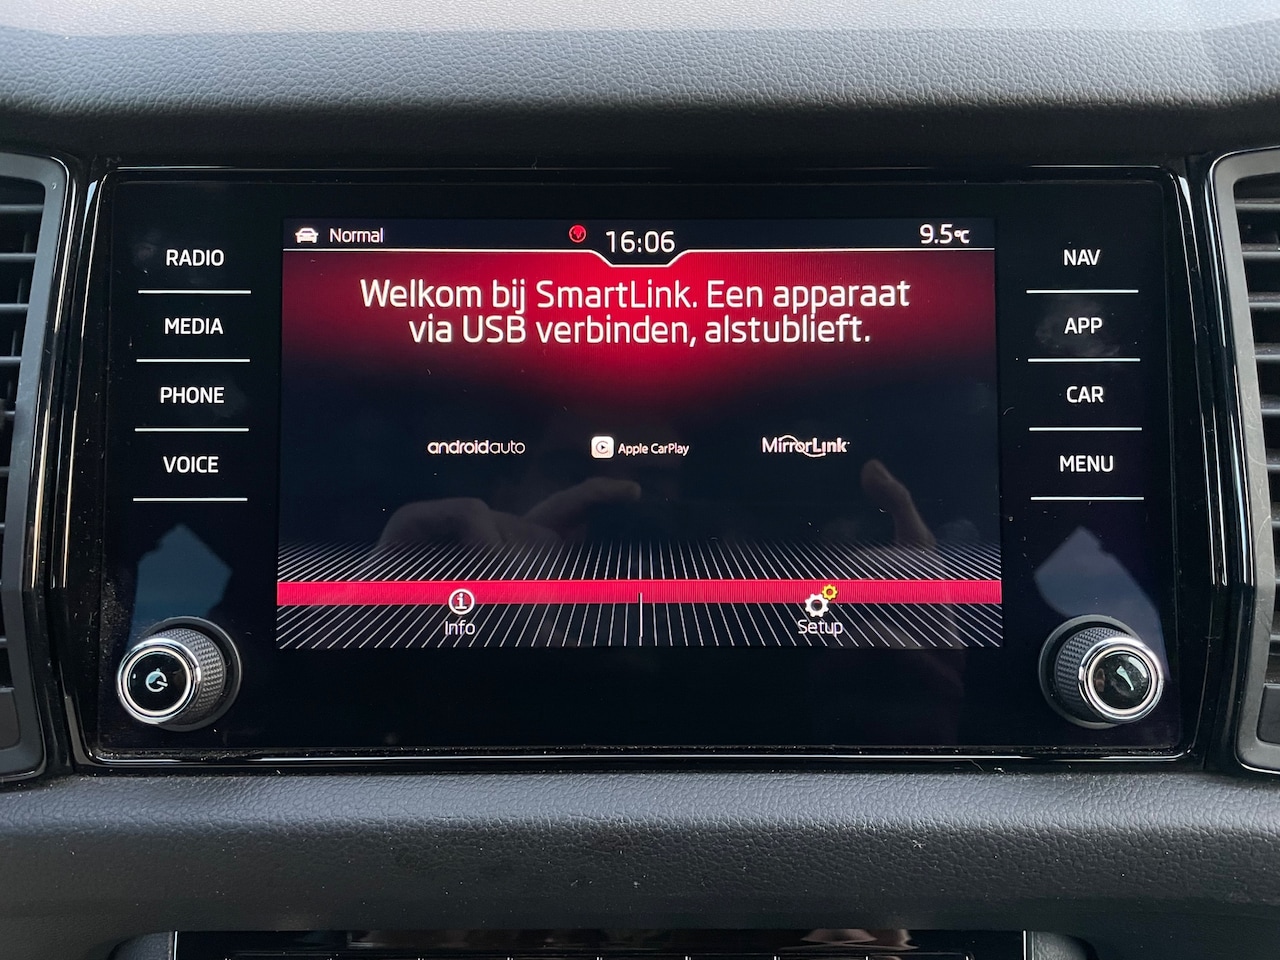 Normal
16:06
9.5°C
RADIO
MEDIA
PHONE
VOICE
Welkom bij SmartLink. Een apparaat
via USB verbinden, alstublieft.
androidauto
Apple CarPlay
MirrorLink
Info
Setup
NAV
APP
CAR
MENU